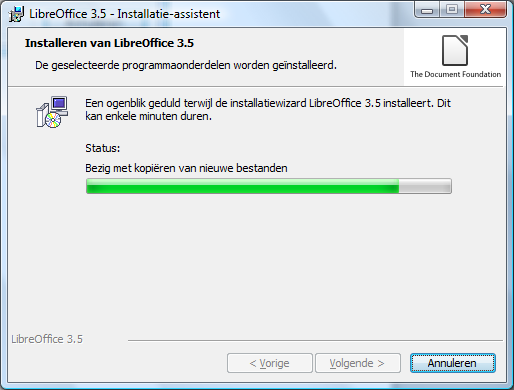 LibreOffice 3.5 - Installatie-assistent
Installeren van LibreOffice 3.5
De geselecteerde programmaonderdelen worden geïnstalleerd.
The Document Foundation
Een ogenblik geduld terwijl de installatiewizard LibreOffice 3.5 installeert. Dit
kan enkele minuten duren.
Status:
Bezig met kopiëren van nieuwe bestanden
LibreOffice 3.5
< Vorige
Volgende >
Annuleren